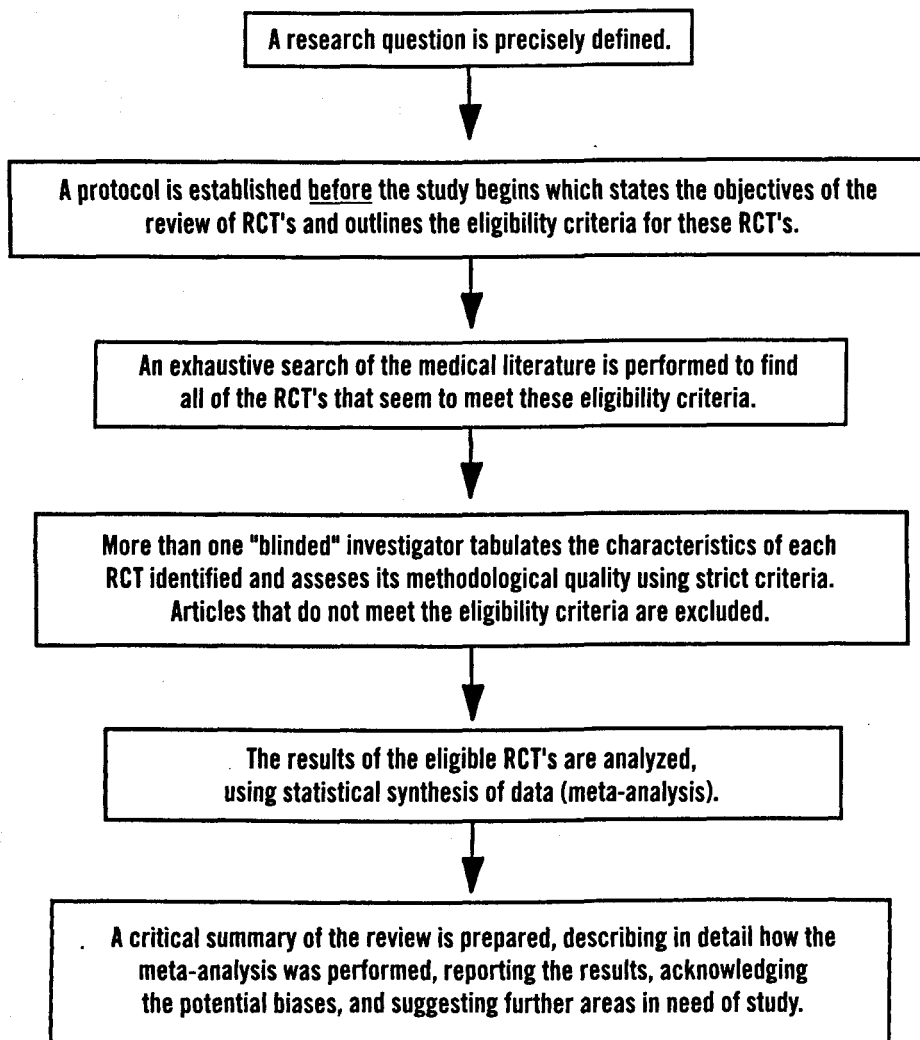 A research question is precisely defined.
A protocol is established before the study begins which states the objectives of the
review of RCT's and outlines the eligibility criteria for these RCT's.
An exhaustive search of the medical literature is performed to find
all of the RCT's that seem to meet these eligibility criteria.
More than one "blinded" investigator tabulates the characteristics of each
RCT identified and asseses its methodological quality using strict criteria.
Articles that do not meet the eligibility criteria are excluded.
The results of the eligible RCT's are analyzed,
using statistical synthesis of data (meta-analysis).
A critical summary of the review is prepared, describing in detail how the
meta-analysis was performed, reporting the results, acknowledging
the potential biases, and suggesting further areas in need of study.